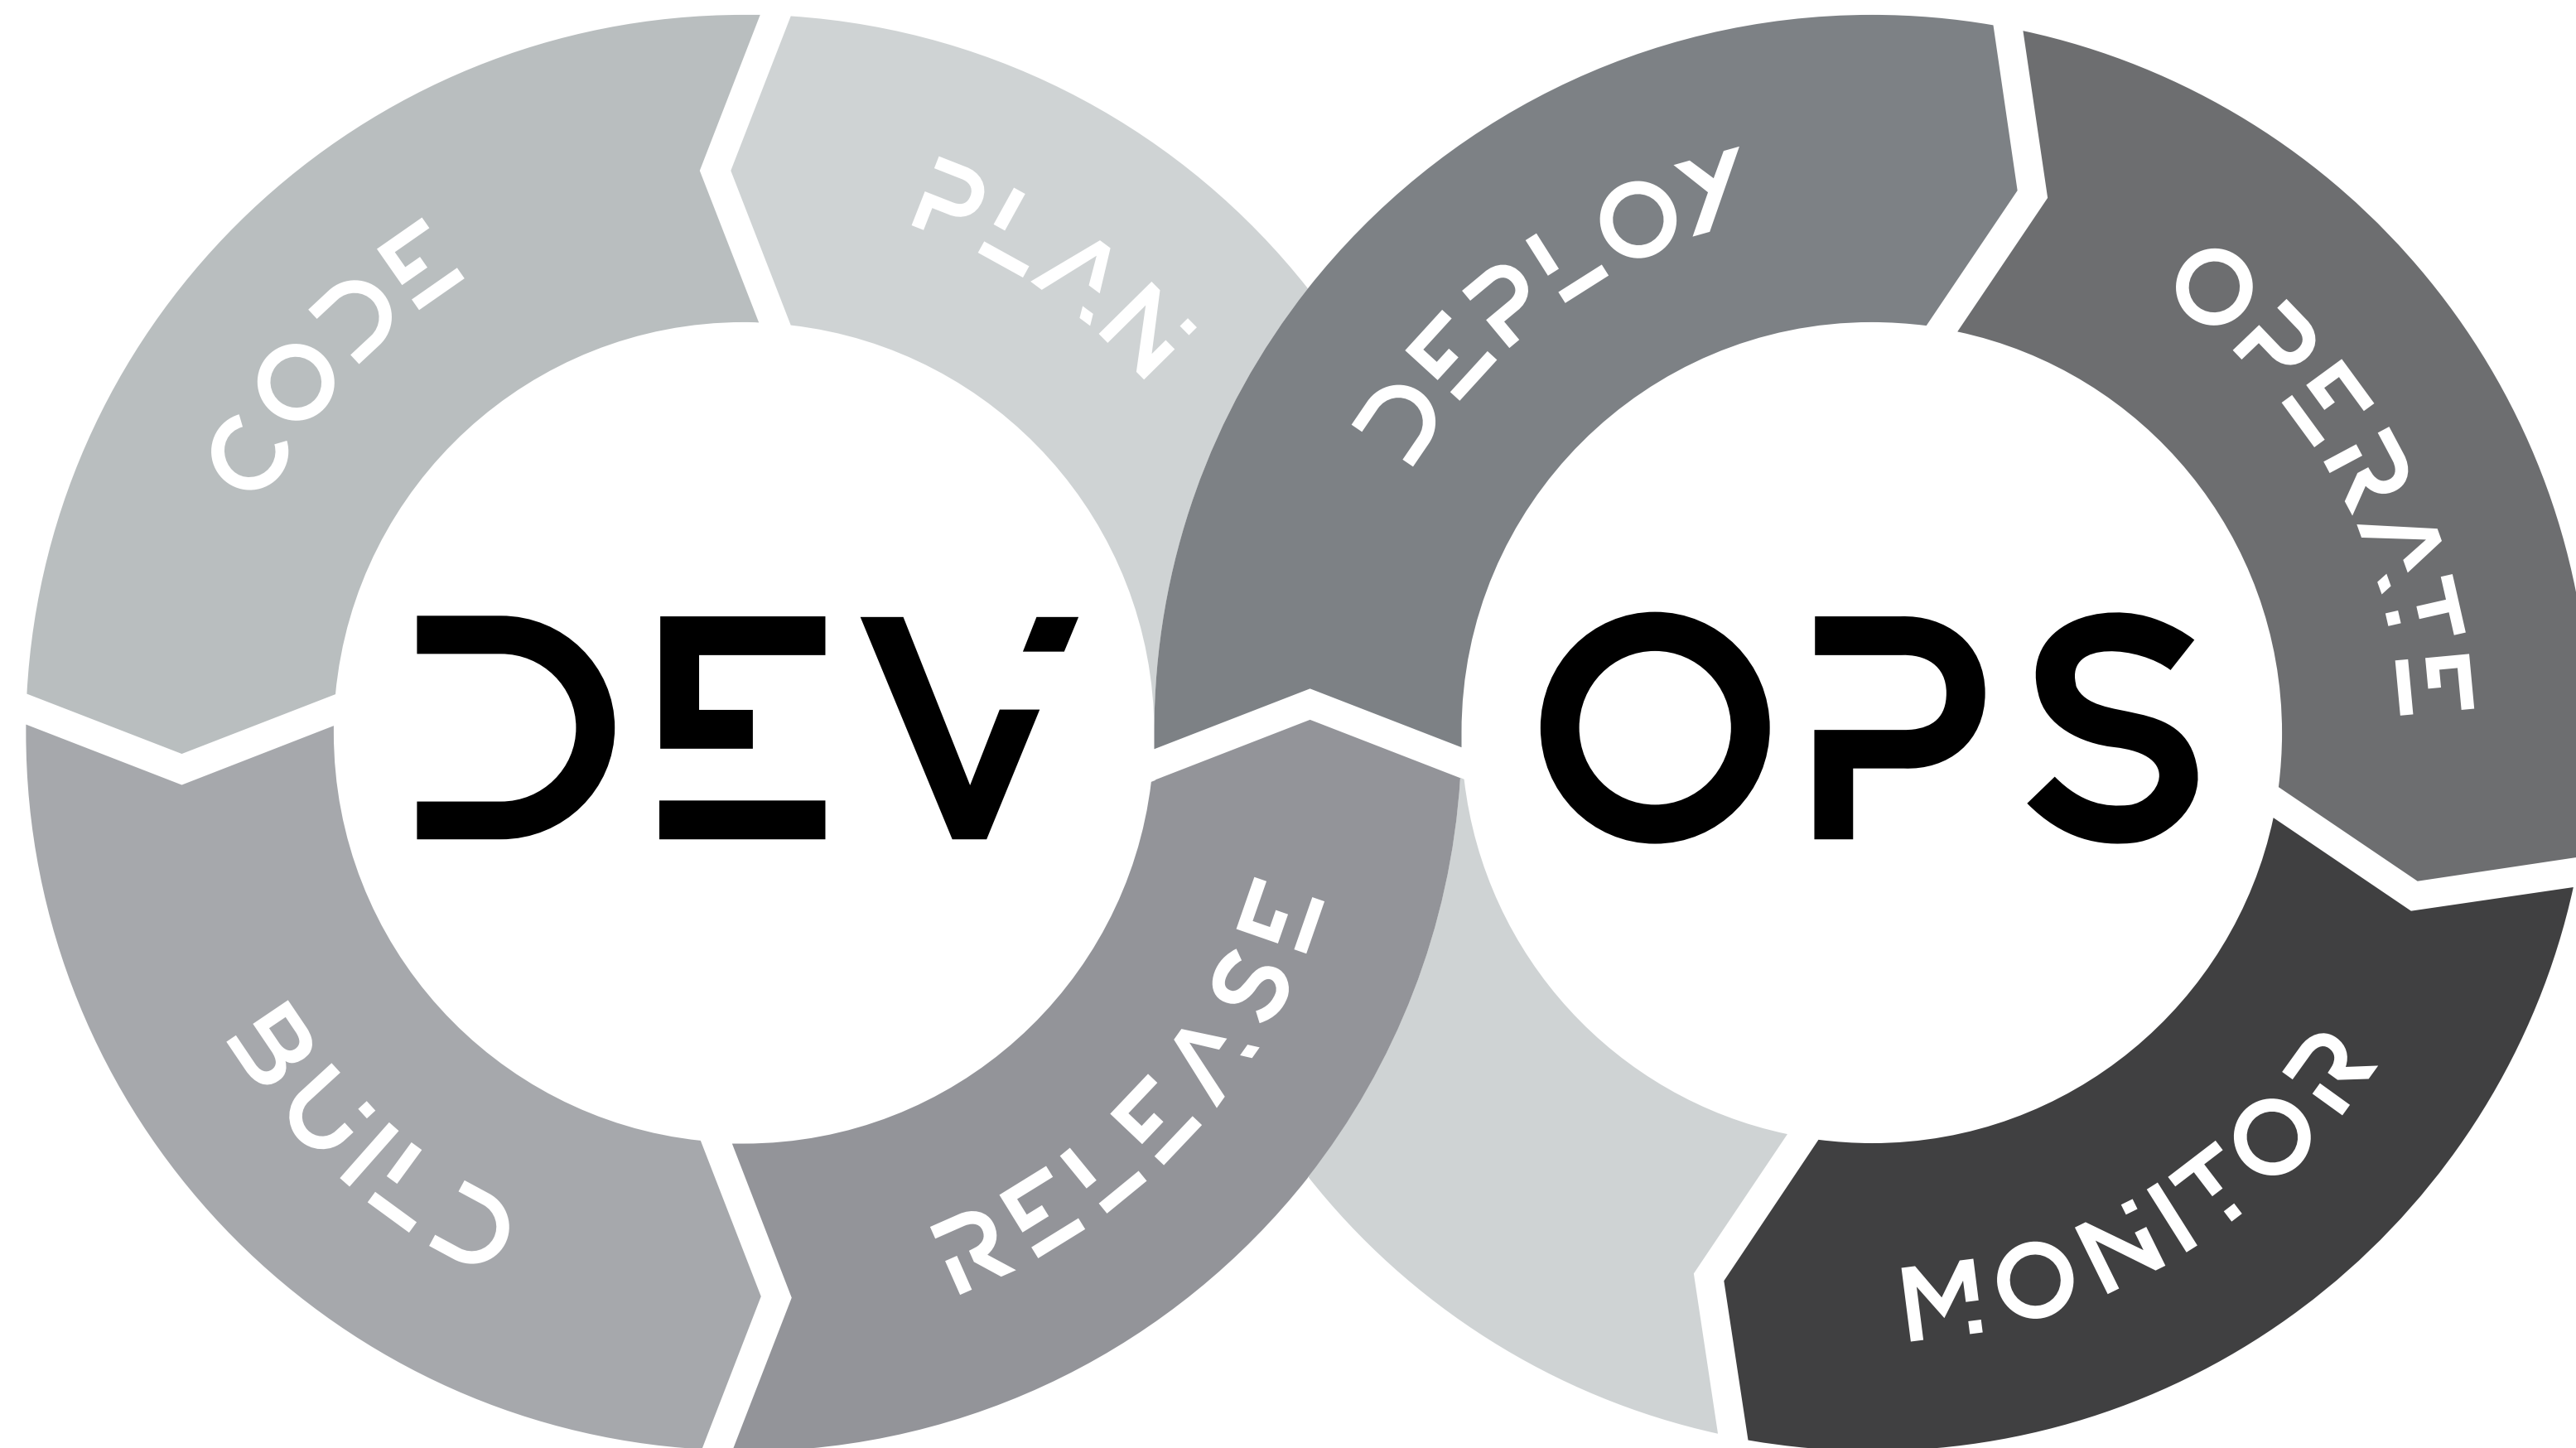 CODE
PLAN
DEPLOY
OPERATE
DEV
OPS
BUILD
RELEASE
MONITOR